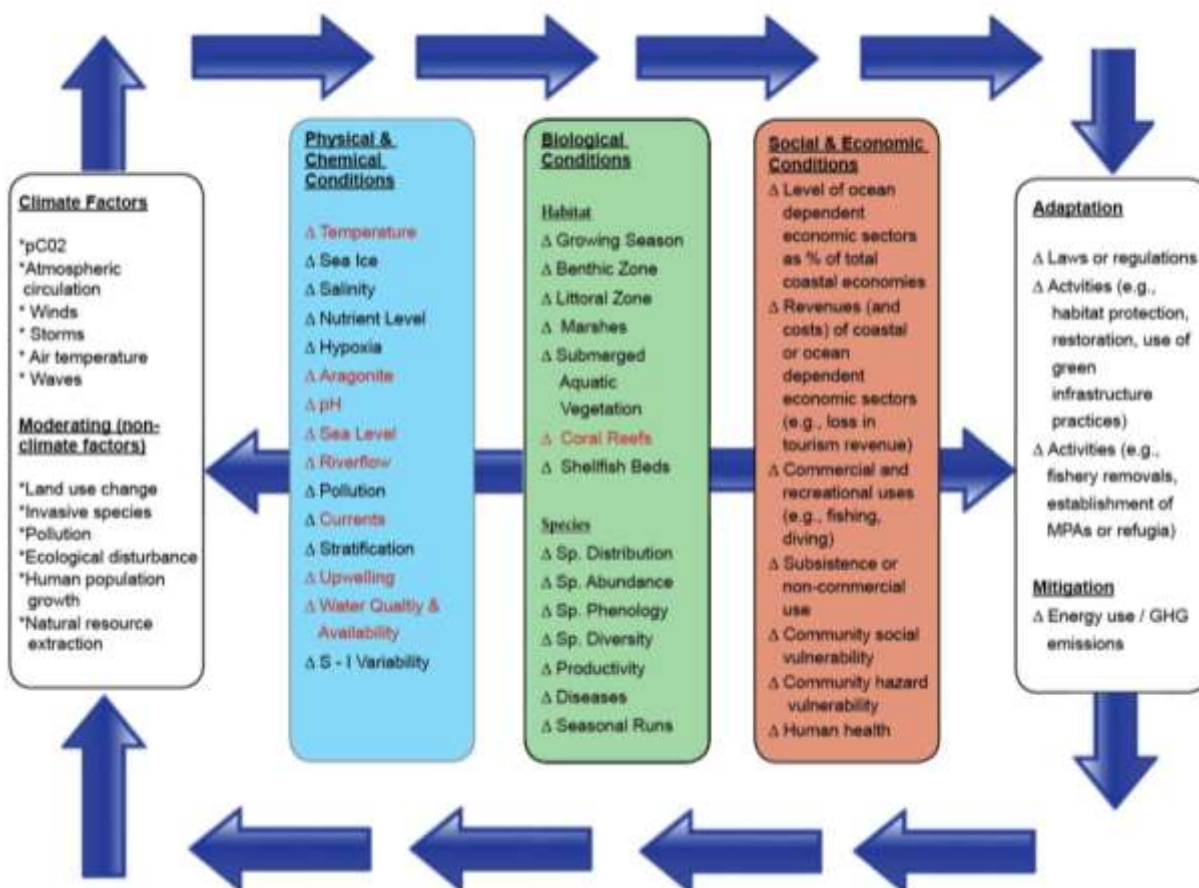 Climate Factors
*pC02
*Atmospheric
circulation
* Winds
* Storms
* Air temperature
* Waves
Moderating (non-
climate factors)
*Land use change
*Invasive species
*Pollution
*Ecological disturbance
*Human population
growth
*Natural resource
extraction
Physical &
Chemical
Conditions
Δ Temperature
Δ Sea Ice
Δ Salinity
Δ Nutrient Level
Δ Hypoxia
Δ Aragonite
Δ pH
Δ Sea Level
Δ Riverflow
Δ Pollution
Δ Currents
Δ Stratification
Δ Upwelling
Δ Water Qualtiy &
Availability
Δ S - I Variability
Biological
Conditions
Habitat
Δ Growing Season
Δ Benthic Zone
Δ Littoral Zone
Δ Marshes
Δ Submerged
Aquatic
Vegetation
Δ Coral Reefs
Δ Shellfish Beds
Species
Δ Sp. Distribution
Δ Sp. Abundance
Δ Sp. Phenology
Δ Sp. Diversity
Δ Productivity
Δ Diseases
Δ Seasonal Runs
Social & Economic
Conditions
Δ Level of ocean
dependent
economic sectors
as % of total
coastal economies
Δ Revenues (and
costs) of coastal
or ocean
dependent
economic sectors
(e.g., loss in
tourism revenue)
Δ Commercial and
recreational uses
(e.g., fishing,
diving)
Δ Subsistence or
non-commercial
use
Δ Community social
vulnerability
Δ Community hazard
vulnerability
Δ Human health
Adaptation
Δ Laws or regulations
Δ Actvities (e.g.,
habitat protection,
restoration, use of
green
infrastructure
practices)
Δ Activities (e.g.,
fishery removals,
establishment of
MPAs or refugia)
Mitigation
Δ Energy use / GHG
emissions